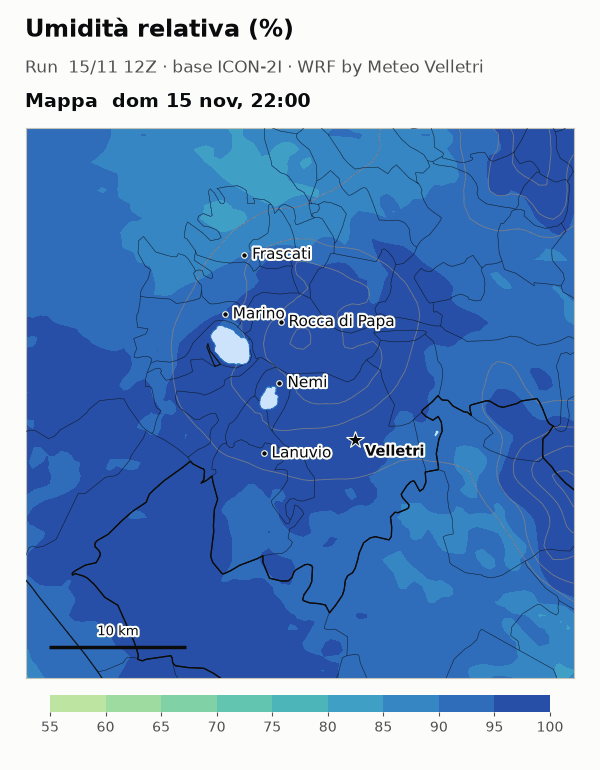 Umidità relativa (%)
Run 15/11 12Z · base ICON-2I · WRF by Meteo Velletri
Mappa dom 15 nov, 22:00
Frascati
Marino
Rocca di Papa
Nemi
Velletri
Lanuvio
10 km
55 60 65 70 75 80 85 90 95 100